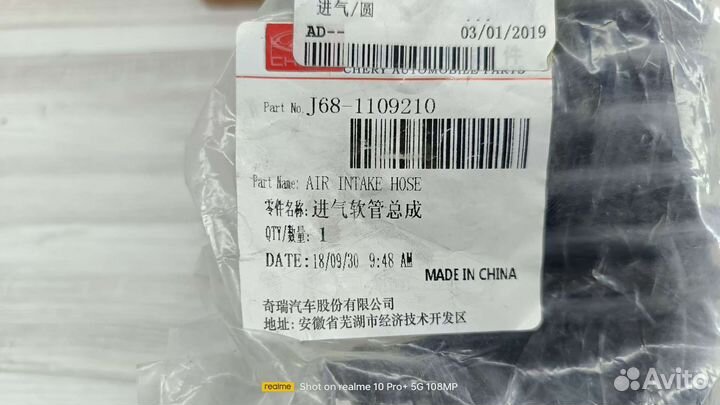 进气/圆
AD--
03/01/2019
件
CHERY AUTOMOBILE PARTS
Part No. J68-1109210
Part Name: AIR INTAKE HOSE
零件名称: 进气软管总成
QTY/数量: 1
DATE: 18/09/30 9:48 AM
MADE IN CHINA
奇瑞汽车股份有限公司
地址: 安徽省芜湖市经济技术开发区
realme Shot on realme 10 Pro+ 5G 108MP
Avito